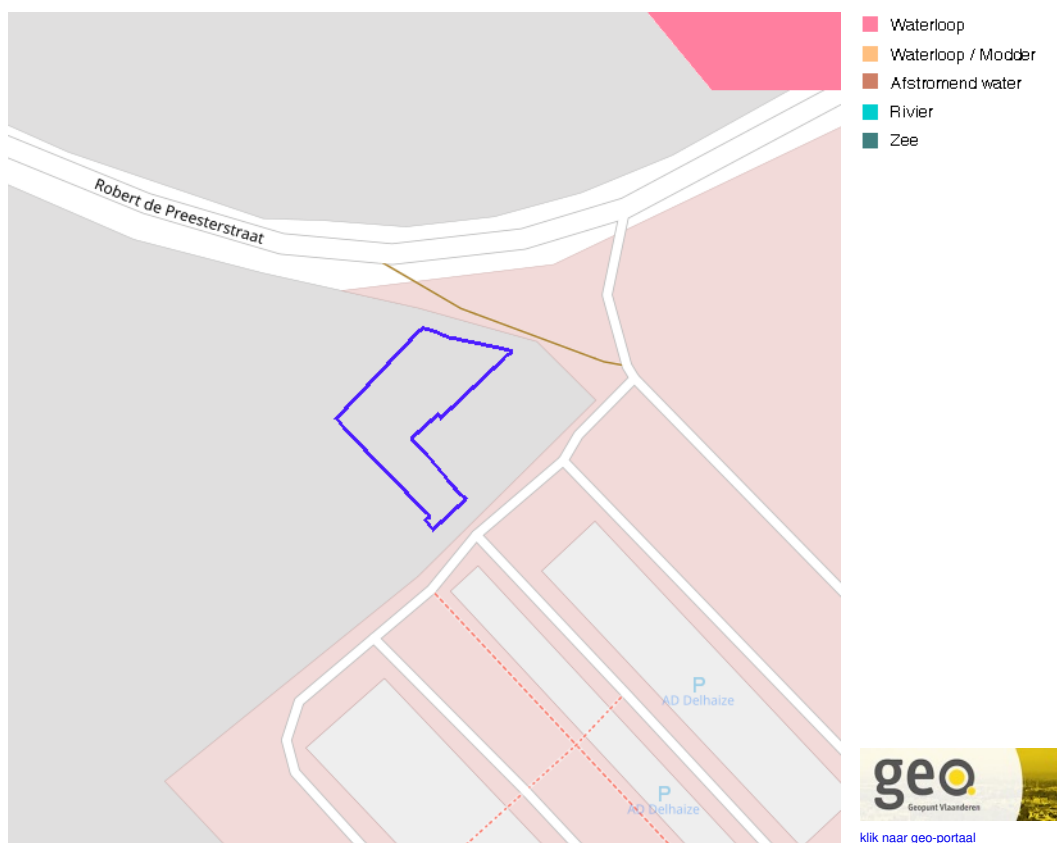 Waterloop
Waterloop / Modder
Afstromend water
Rivier
Zee
Robert de Preesterstraat
P
AD Delhaize
P
AD Delhaize
geo
Geopunt Vlaanderen
klik naar geo-portaal